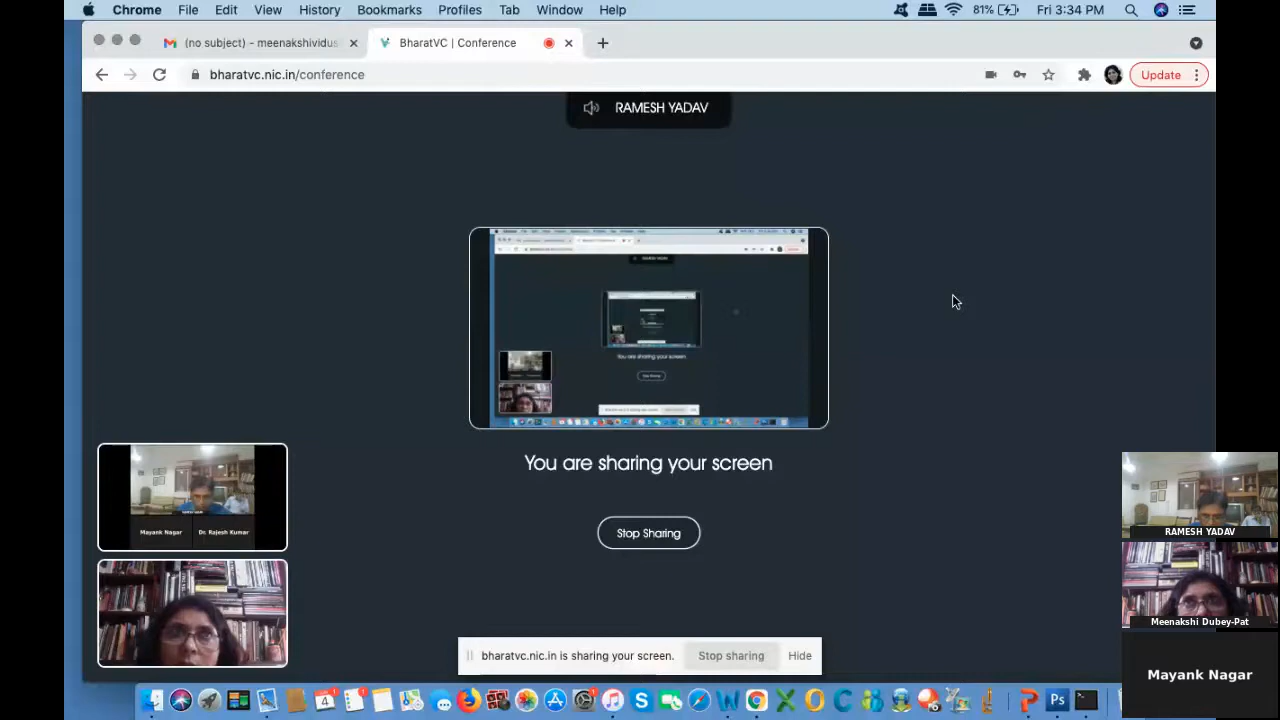 Chrome File Edit View History Bookmarks Profiles Tab Window Help 81% Fri 3:34 PM
(no subject) – meenakshividus BharatVC | Conference
bharatvc.nic.in/conference Update
RAMESH YADAV
You are sharing your screen
Stop Sharing
Mayank Nagar Dr. Rajesh Kumar
RAMESH YADAV
Meenakshi Dubey-Pat
Mayank Nagar
bharatvc.nic.in is sharing your screen. Stop sharing Hide